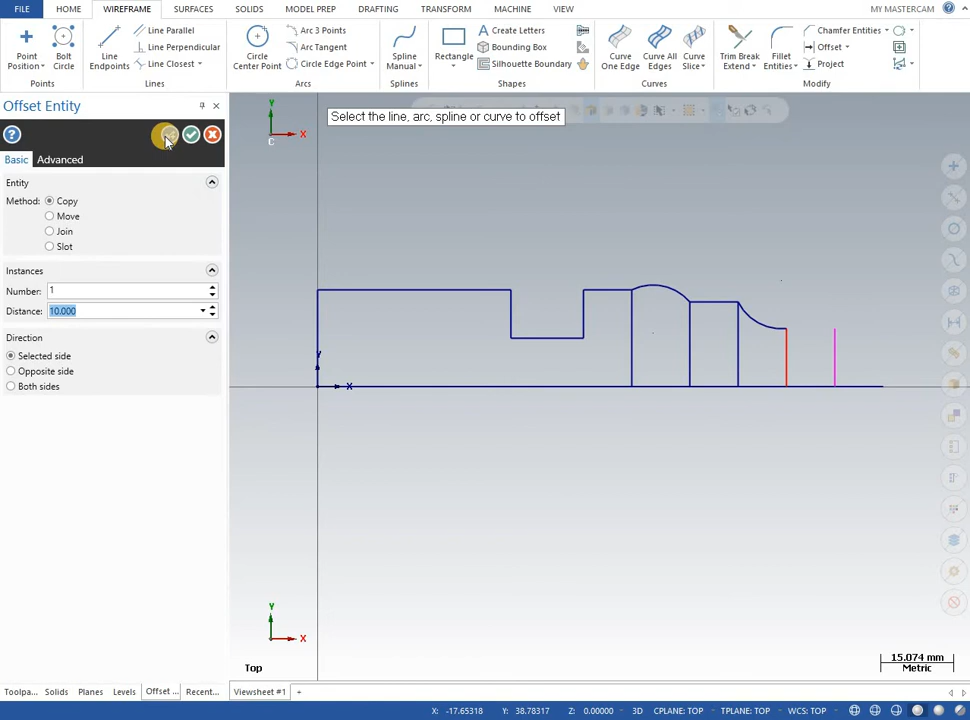 FILE HOME WIREFRAME SURFACES SOLIDS MODEL PREP DRAFTING TRANSFORM MACHINE VIEW MY MASTERCAM
Point Position
Bolt Circle
Points
Line Endpoints
Line Parallel
Line Perpendicular
Line Closest
Lines
Circle Center Point
Arc 3 Points
Arc Tangent
Circle Edge Point
Arcs
Spline Manual
Splines
Rectangle
Create Letters
Bounding Box
Silhouette Boundary
Shapes
Curve One Edge
Curve All Edges
Curve Slice
Curves
Trim Break Extend
Fillet Entities
Chamfer Entities
Offset
Project
Modify
Offset Entity
Basic Advanced
Entity
Method: Copy
Move
Join
Slot
Instances
Number: 1
Distance: 10.000
Direction
Selected side
Opposite side
Both sides
Select the line, arc, spline or curve to offset
Y
X
C
Y
X
Y
X
Top
15.074 mm
Metric
Toolpa... Solids Planes Levels Offset ... Recent... Viewsheet #1 +
X: -17.65318 Y: 38.78317 Z: 0.00000 3D CPLANE: TOP TPLANE: TOP WCS: TOP